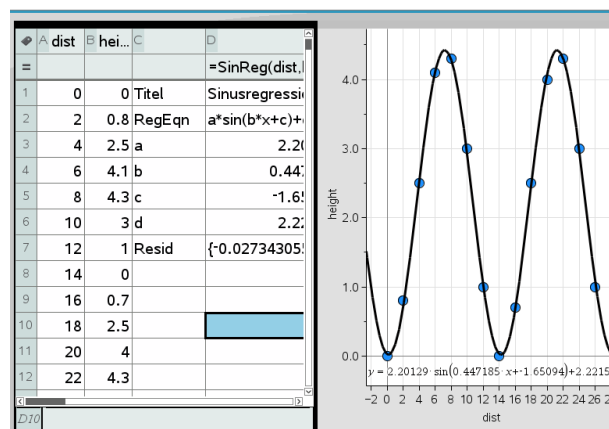 A dist B hei... C D
= =SinReg(dist,l
1 0 0 Titel Sinusregressi
2 2 0.8 RegEqn a*sin(b*x+c)+
3 4 2.5 a 2.20
4 6 4.1 b 0.447
5 8 4.3 c -1.65
6 10 3 d 2.22
7 12 1 Resid {-0.02734305
8 14 0
9 16 0.7
10 18 2.5
11 20 4
12 22 4.3
D10
height
4.0
3.0
2.0
1.0
0.0
y = 2.20129· sin(0.447185· x+-1.65094)+2.2215
-2 0 2 4 6 8 10 12 14 16 18 20 22 24 26 2
dist